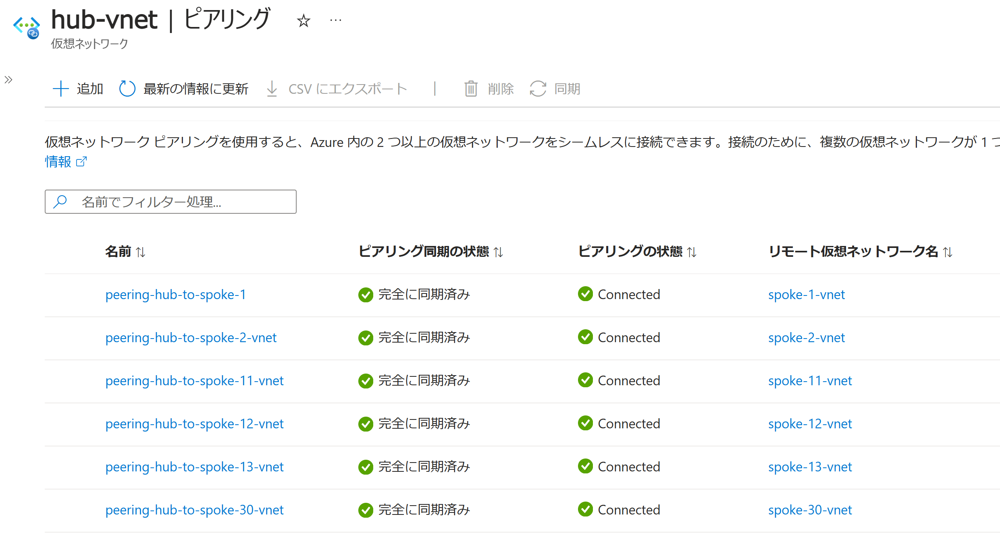 hub-vnet | ピアリング ☆ …
仮想ネットワーク
»
追加 最新の情報に更新 CSV にエクスポート | 削除 同期
仮想ネットワーク ピアリングを使用すると、Azure 内の 2 つ以上の仮想ネットワークをシームレスに接続できます。接続のために、複数の仮想ネットワークが 1 つ
情報
名前でフィルター処理...
名前 ↑↓ ピアリング同期の状態 ↑↓ ピアリングの状態 ↑↓ リモート仮想ネットワーク名 ↑↓
peering-hub-to-spoke-1 完全に同期済み Connected spoke-1-vnet
peering-hub-to-spoke-2-vnet 完全に同期済み Connected spoke-2-vnet
peering-hub-to-spoke-11-vnet 完全に同期済み Connected spoke-11-vnet
peering-hub-to-spoke-12-vnet 完全に同期済み Connected spoke-12-vnet
peering-hub-to-spoke-13-vnet 完全に同期済み Connected spoke-13-vnet
peering-hub-to-spoke-30-vnet 完全に同期済み Connected spoke-30-vnet